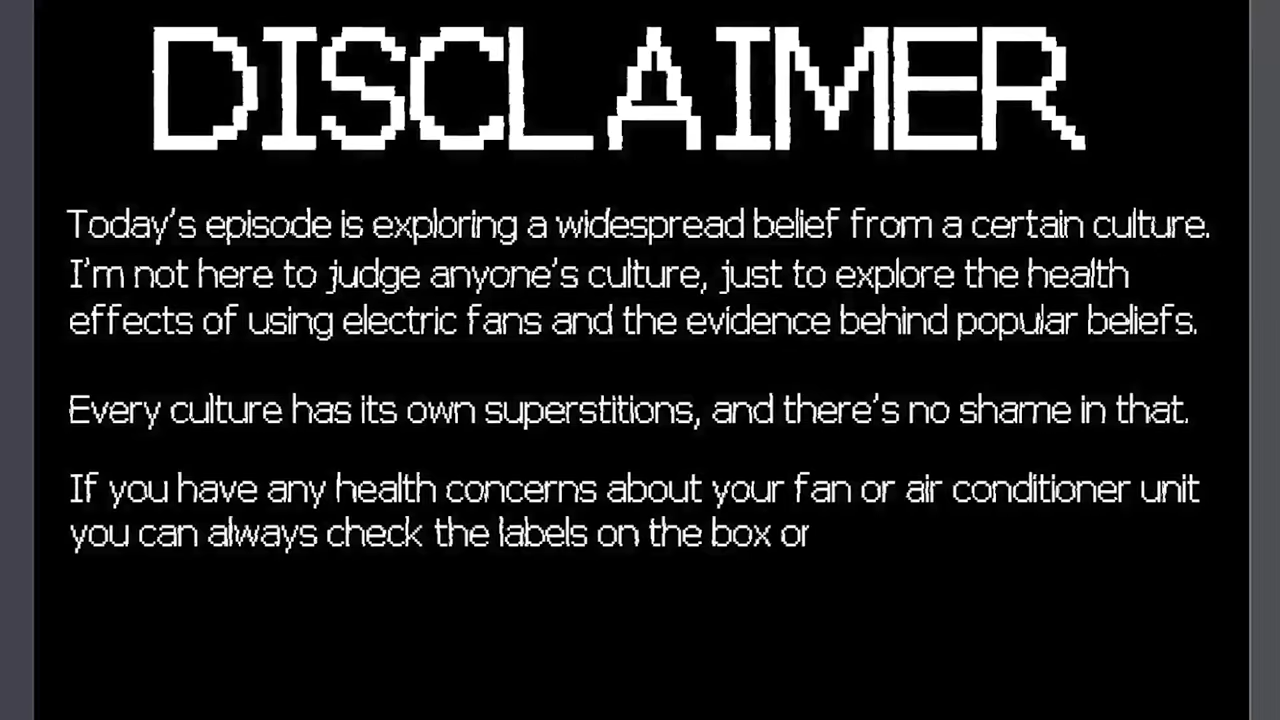 DISCLAIMER
Today's episode is exploring a widespread belief from a certain culture.
I'm not here to judge anyone's culture, just to explore the health
effects of using electric fans and the evidence behind popular beliefs.
Every culture has its own superstitions, and there's no shame in that.
If you have any health concerns about your fan or air conditioner unit
you can always check the labels on the box or